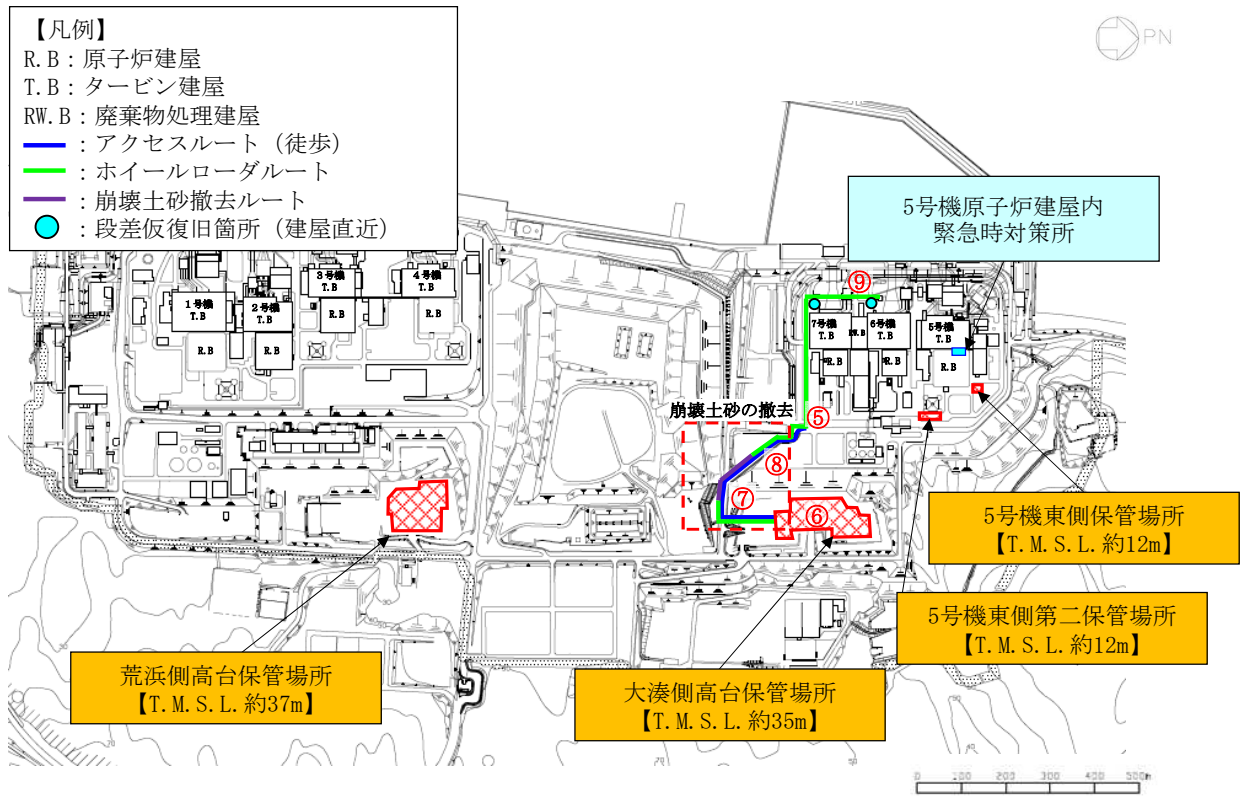 【凡例】
R.B：原子炉建屋
T.B：タービン建屋
RW.B：廃棄物処理建屋
：アクセスルート（徒歩）
：ホイールローダルート
：崩壊土砂撤去ルート
：段差仮復旧箇所（建屋直近）
PN
5号機原子炉建屋内
緊急時対策所
1号機
T.B
R.B
2号機
T.B
R.B
3号機
T.B
R.B
4号機
T.B
R.B
⑨
7号機
T.B
R.B
RW.B
6号機
T.B
R.B
5号機
T.B
R.B
崩壊土砂の撤去
⑤
⑧
⑦
⑥
5号機東側保管場所
【T.M.S.L.約12m】
5号機東側第二保管場所
【T.M.S.L.約12m】
荒浜側高台保管場所
【T.M.S.L.約37m】
大湊側高台保管場所
【T.M.S.L.約35m】
0 100 200 300 400 500m